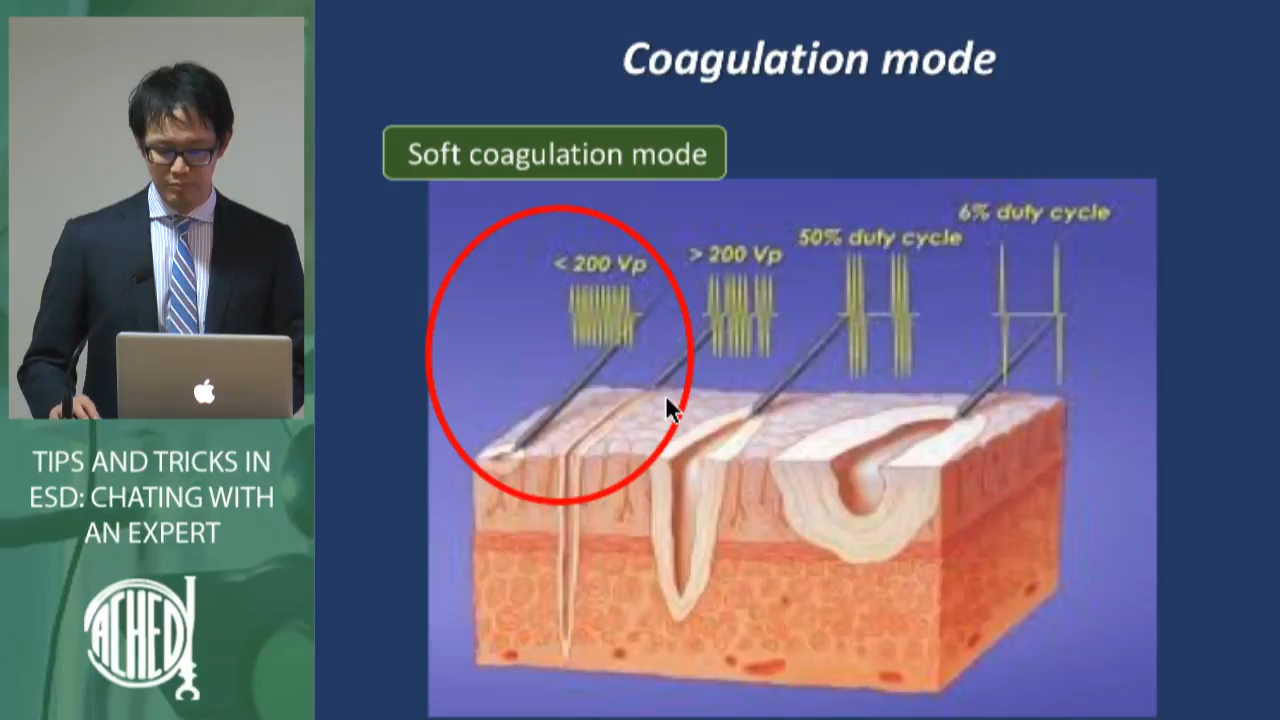 Coagulation mode
Soft coagulation mode
6% duty cycle
50% duty cycle
> 200 Vp
< 200 Vp
TIPS AND TRICKS IN
ESD: CHATING WITH
AN EXPERT
ACHED